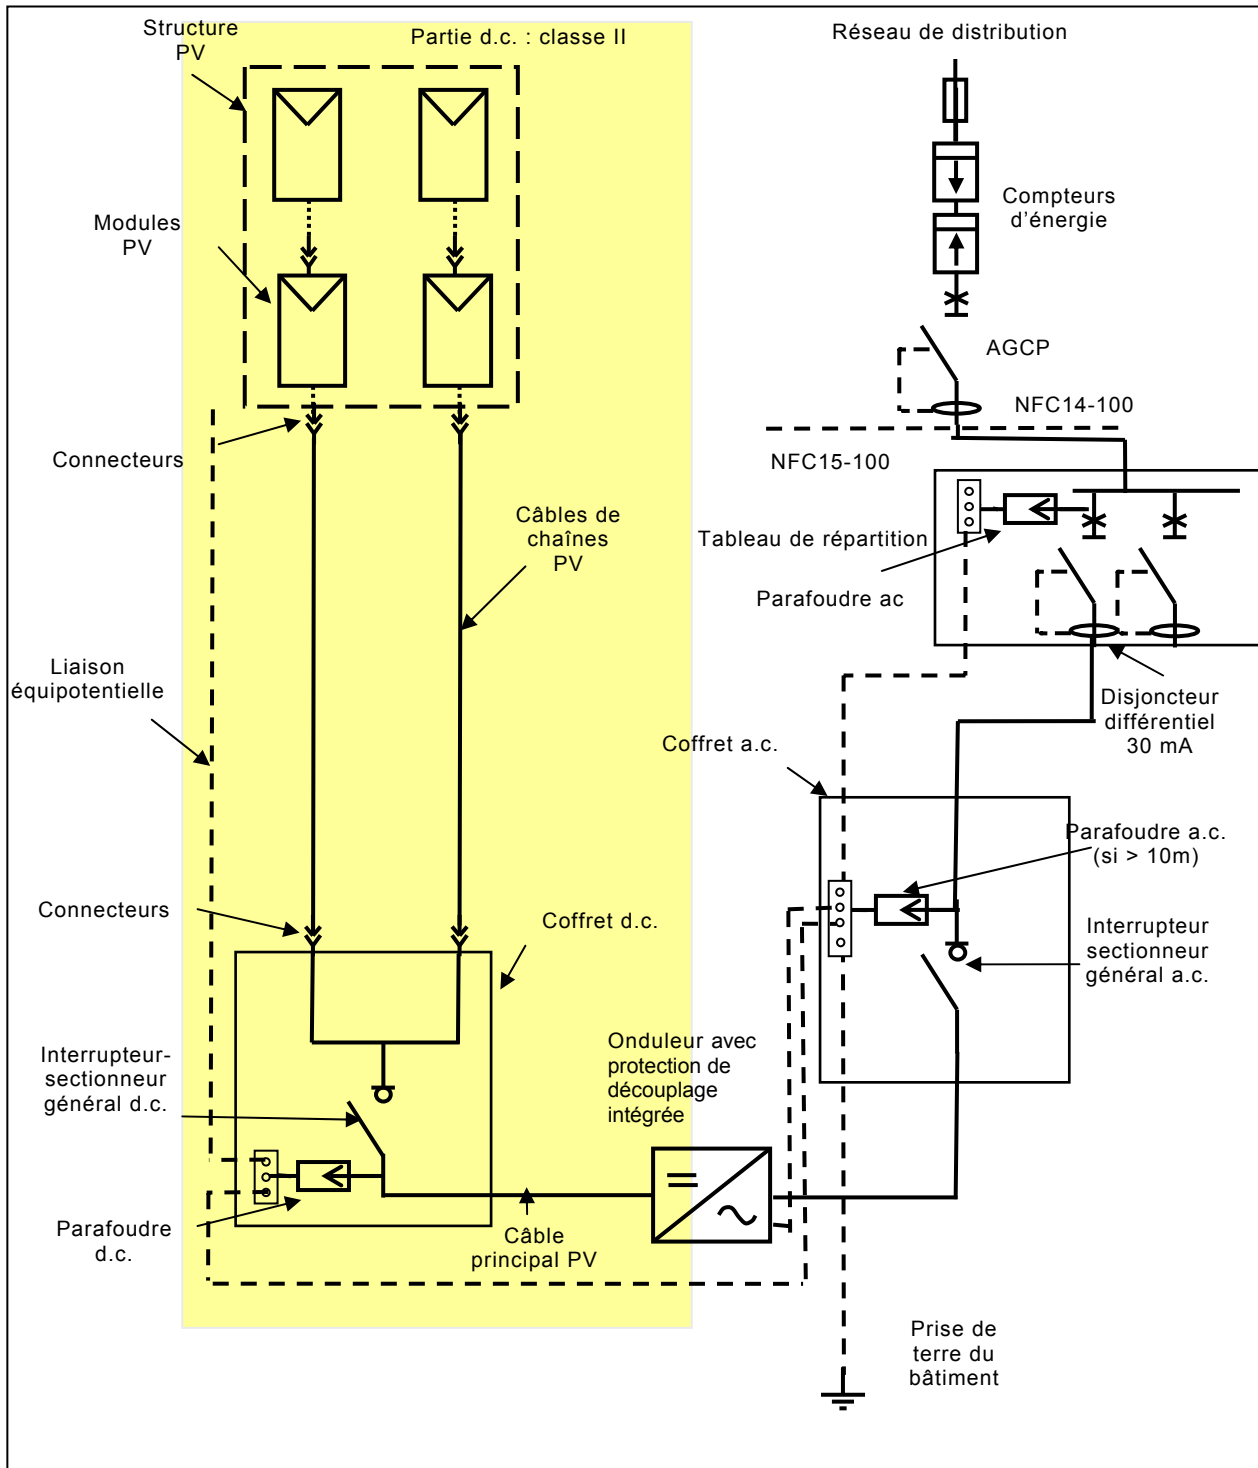 Structure
PV
Partie d.c. : classe II
Réseau de distribution
Compteurs
d'énergie
Modules
PV
AGCP
NFC14-100
NFC15-100
Connecteurs
Câbles de
chaînes
PV
Tableau de répartition
Parafoudre ac
Liaison
équipotentielle
Disjoncteur
différentiel
30 mA
Coffret a.c.
Parafoudre a.c.
(si > 10m)
Connecteurs
Coffret d.c.
Interrupteur
sectionneur
général a.c.
Interrupteur-
sectionneur
général d.c.
Onduleur avec
protection de
découplage
intégrée
Parafoudre
d.c.
Câble
principal PV
Prise de
terre du
bâtiment